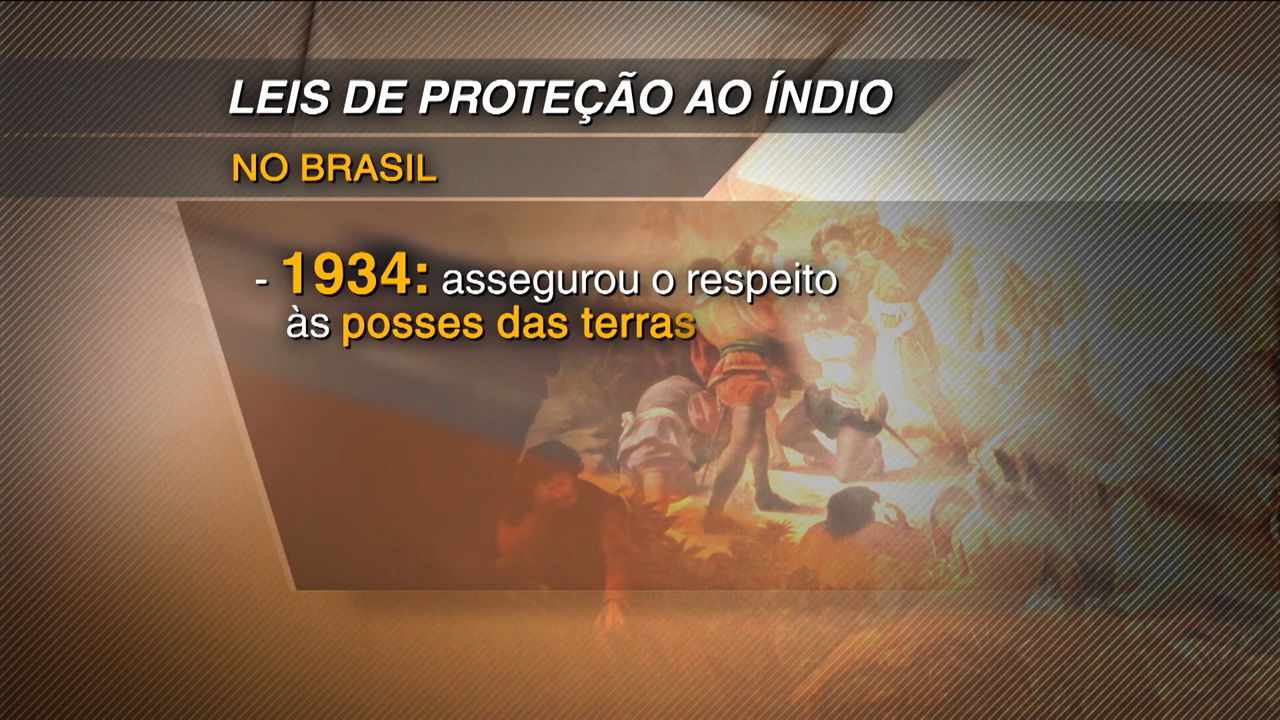 LEIS DE PROTEÇÃO AO ÍNDIO
NO BRASIL
- 1934: assegurou o respeito
às posses das terras